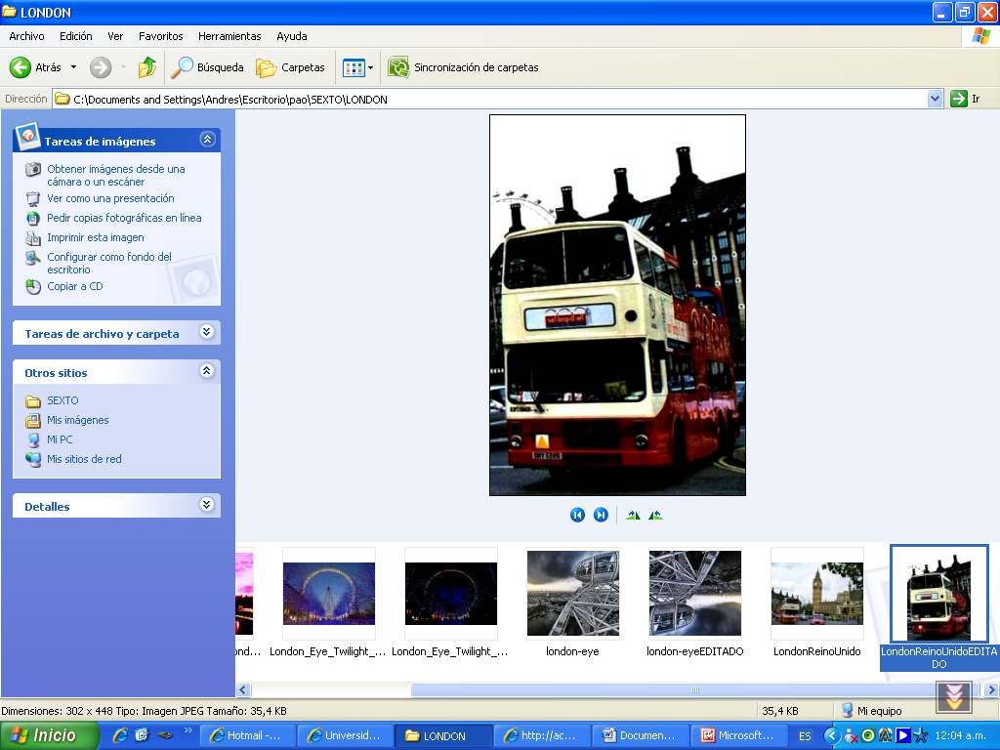 LONDON
Archivo Edición Ver Favoritos Herramientas Ayuda
Atrás Búsqueda Carpetas Sincronización de carpetas
Dirección C:\Documents and Settings\Andres\Escritorio\pao\SEXTO\LONDON Ir
Tareas de imágenes
Obtener imágenes desde una
cámara o un escáner
Ver como una presentación
Pedir copias fotográficas en línea
Imprimir esta imagen
Configurar como fondo del
escritorio
Copiar a CD
Tareas de archivo y carpeta
Otros sitios
SEXTO
Mis imágenes
Mi PC
Mis sitios de red
Detalles
ond... London_Eye_Twilight_... London_Eye_Twilight_... london-eye london-eyeEDITADO LondonReinoUnido LondonReinoUnidoEDITA
DO
Dimensiones: 302 x 448 Tipo: Imagen JPEG Tamaño: 35,4 KB 35,4 KB Mi equipo
Inicio Hotmail -... Universid... LONDON http://ac... Documen... Microsoft... ES 12:04 a.m.